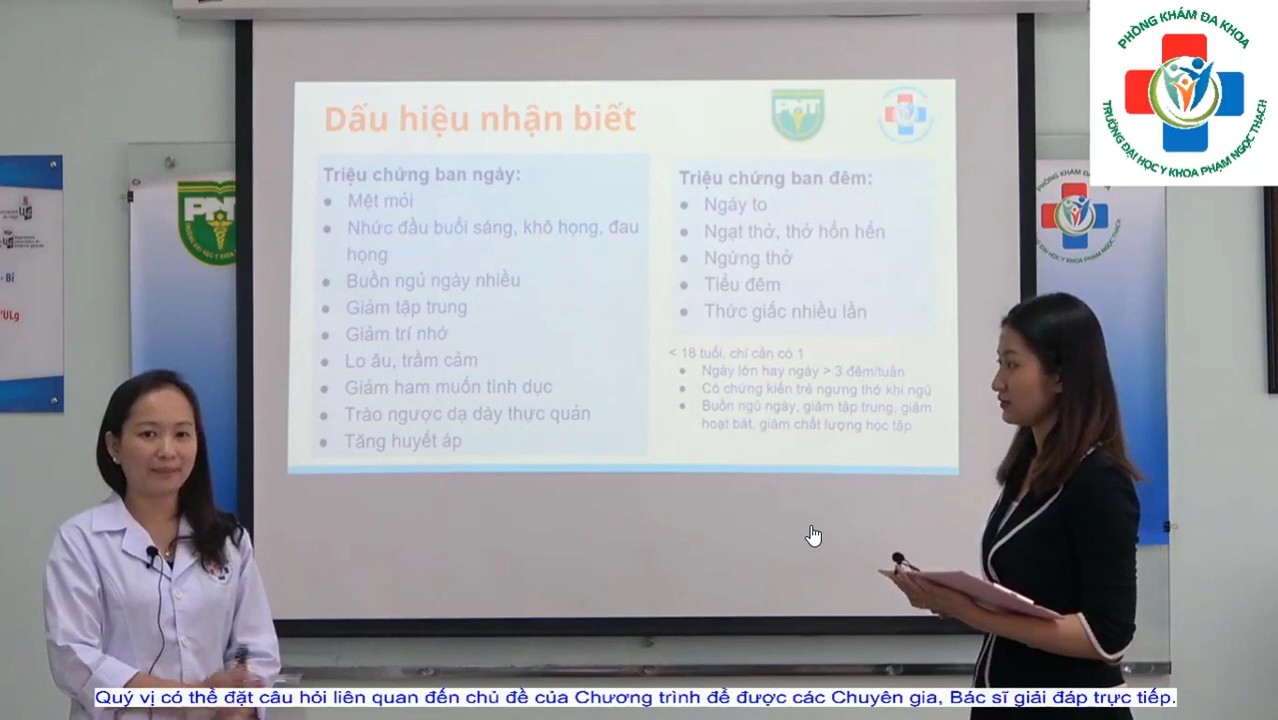 PHÒNG KHÁM ĐA KHOA
TRƯỜNG ĐẠI HỌC Y KHOA PHẠM NGỌC THẠCH
Dấu hiệu nhận biết
PNT
Triệu chứng ban ngày:
Mệt mỏi
Nhức đầu buổi sáng, khô họng, đau
họng
Buồn ngủ ngày nhiều
Giảm tập trung
Giảm trí nhớ
Lo âu, trầm cảm
Giảm ham muốn tình dục
Trào ngược dạ dày thực quản
Tăng huyết áp
Triệu chứng ban đêm:
Ngáy to
Ngạt thở, thở hổn hển
Ngừng thở
Tiểu đêm
Thức giấc nhiều lần
< 18 tuổi, chỉ cần có 1
Ngáy lớn hay ngáy > 3 đêm/tuần
Có chứng kiến trẻ ngưng thở khi ngủ
Buồn ngủ ngày, giảm tập trung, giảm
hoạt bát, giảm chất lượng học tập
PNT
- Bỉ
ULg
Quý vị có thể đặt câu hỏi liên quan đến chủ đề của Chương trình để được các Chuyên gia, Bác sĩ giải đáp trực tiếp.